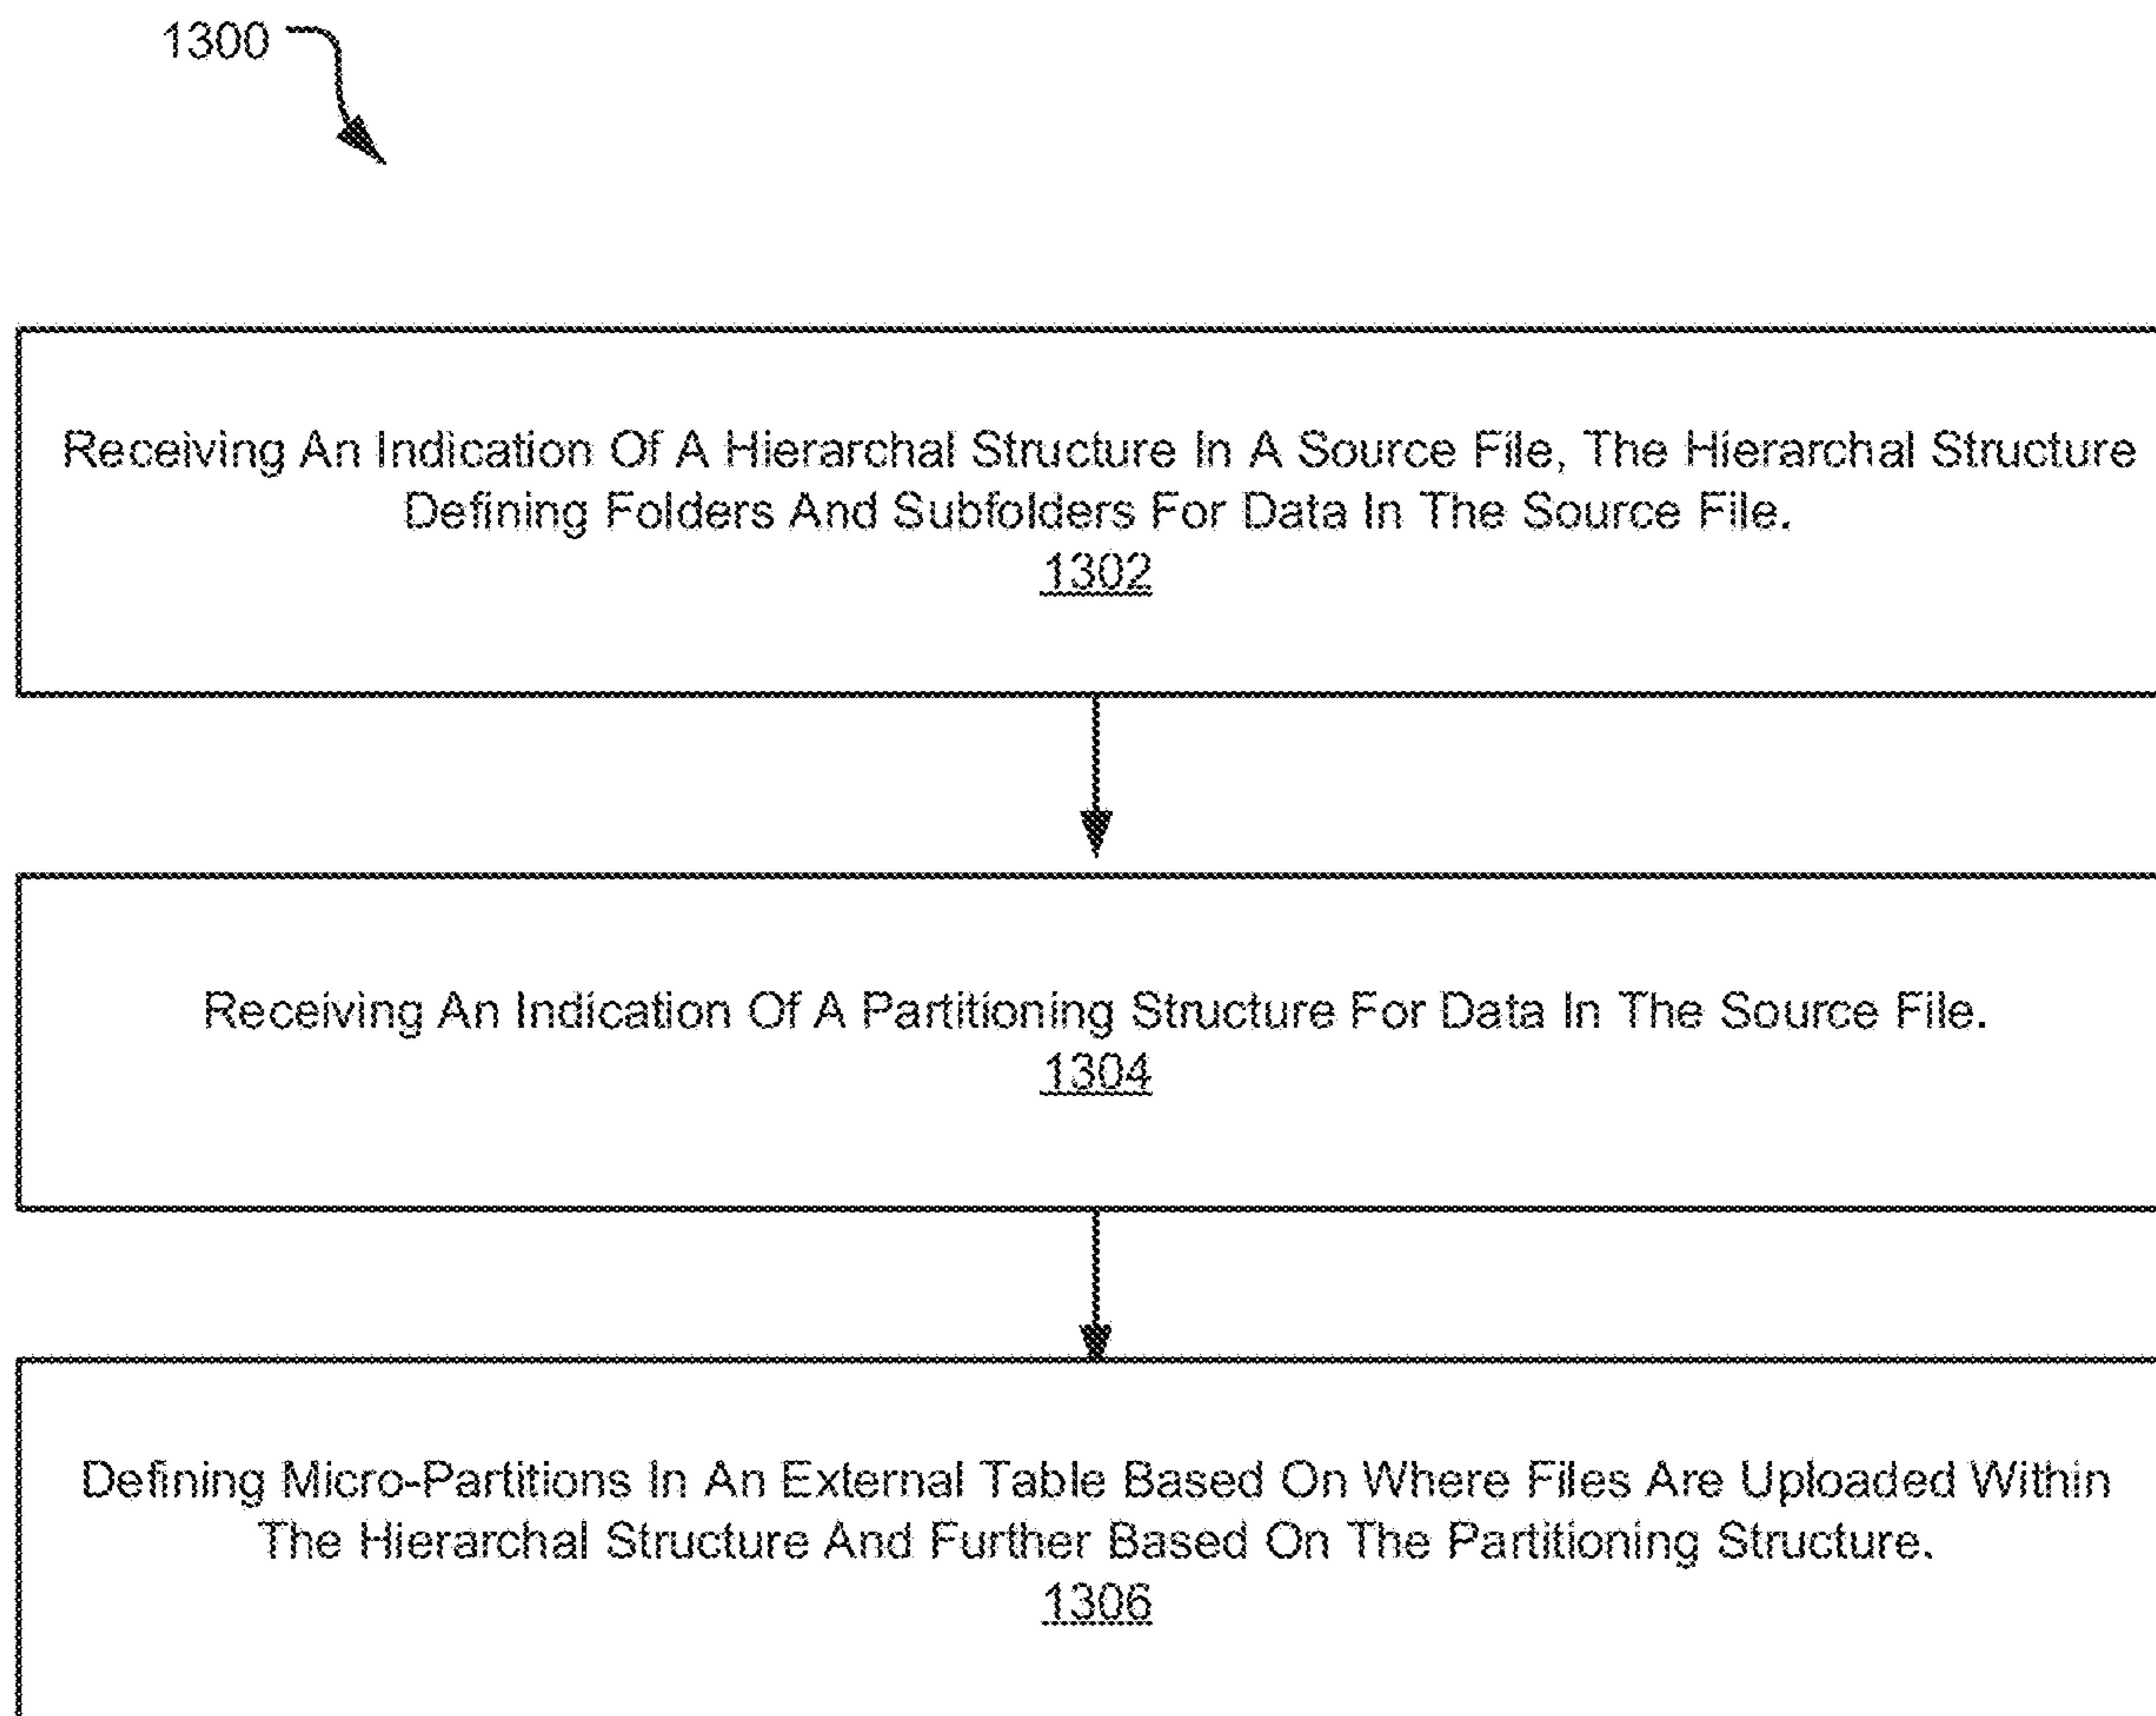 1300
Receiving An Indication Of A Hierarchal Structure In A Source File, The Hierarchal Structure
Defining Folders And Subfolders For Data In The Source File.
1302
Receiving An Indication Of A Partitioning Structure For Data In The Source File.
1304
Defining Micro-Partitions In An External Table Based On Where Files Are Uploaded Within
The Hierarchal Structure And Further Based On The Partitioning Structure.
1306